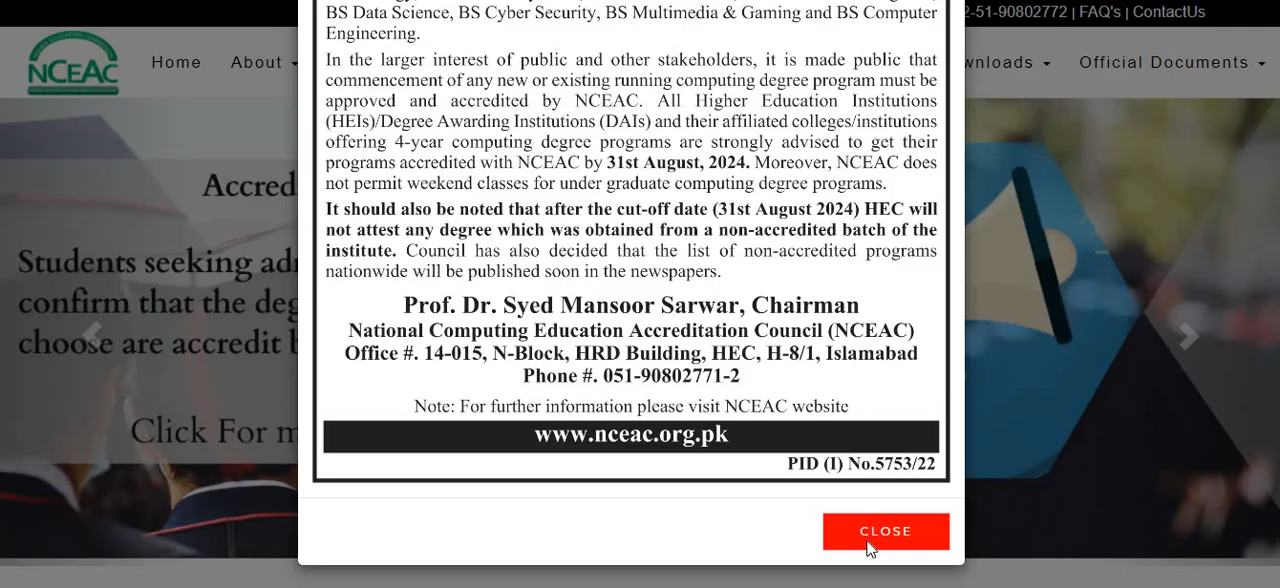 2-51-90802772 | FAQ's | ContactUs
NCEAC
Home
About
wnloads
Official Documents
BS Data Science, BS Cyber Security, BS Multimedia & Gaming and BS Computer
Engineering.
In the larger interest of public and other stakeholders, it is made public that
commencement of any new or existing running computing degree program must be
approved and accredited by NCEAC. All Higher Education Institutions
(HEIs)/Degree Awarding Institutions (DAIs) and their affiliated colleges/institutions
offering 4-year computing degree programs are strongly advised to get their
programs accredited with NCEAC by 31st August, 2024. Moreover, NCEAC does
not permit weekend classes for under graduate computing degree programs.
It should also be noted that after the cut-off date (31st August 2024) HEC will
not attest any degree which was obtained from a non-accredited batch of the
institute. Council has also decided that the list of non-accredited programs
nationwide will be published soon in the newspapers.
Prof. Dr. Syed Mansoor Sarwar, Chairman
National Computing Education Accreditation Council (NCEAC)
Office #. 14-015, N-Block, HRD Building, HEC, H-8/1, Islamabad
Phone #. 051-90802771-2
Note: For further information please visit NCEAC website
www.nceac.org.pk
PID (I) No.5753/22
CLOSE
Accred
Students seeking ad
confirm that the deg
choose are accredit b
Click For m